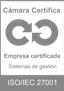 Cámara Certifica
Empresa certificada
Sistemas de gestión
ISO/IEC 27001